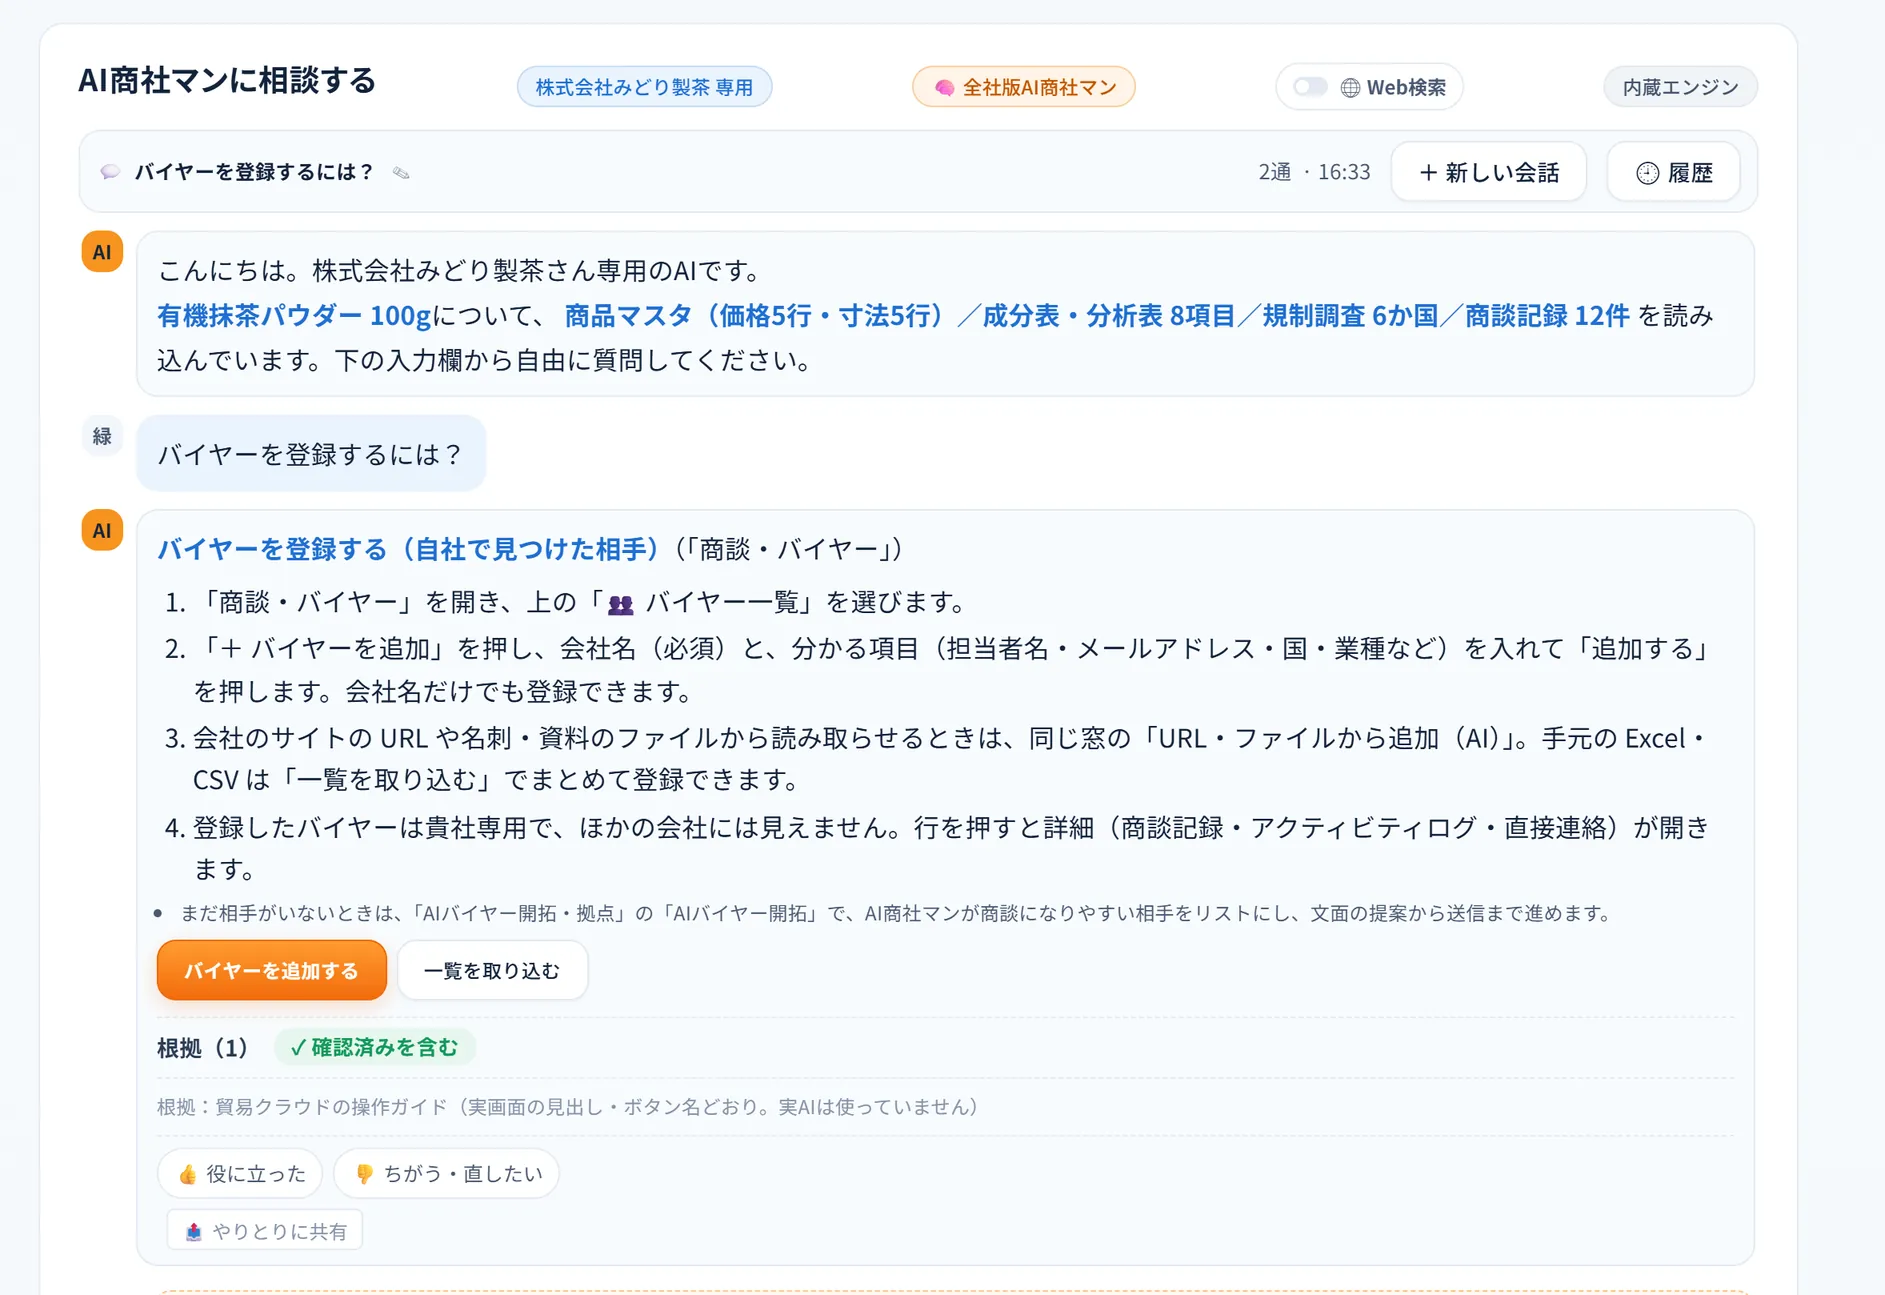 AI商社マンに相談する
株式会社みどり製茶 専用
🧠 全社版AI商社マン
🌐 Web検索
内蔵エンジン
💬 バイヤーを登録するには？ ✎
2通 · 16:33
＋ 新しい会話
🕘 履歴
AI
こんにちは。株式会社みどり製茶さん専用のAIです。
有機抹茶パウダー 100gについて、 商品マスタ（価格5行・寸法5行）／成分表・分析表 8項目／規制調査 6か国／商談記録 12件 を読み
込んでいます。下の入力欄から自由に質問してください。
緑
バイヤーを登録するには？
AI
バイヤーを登録する（自社で見つけた相手）（「商談・バイヤー」）
1. 「商談・バイヤー」を開き、上の「👥 バイヤー一覧」を選びます。
2. 「＋ バイヤーを追加」を押し、会社名（必須）と、分かる項目（担当者名・メールアドレス・国・業種など）を入れて「追加する」
を押します。会社名だけでも登録できます。
3. 会社のサイトの URL や名刺・資料のファイルから読み取らせるときは、同じ窓の「URL・ファイルから追加（AI）」。手元の Excel・
CSV は「一覧を取り込む」でまとめて登録できます。
4. 登録したバイヤーは貴社専用で、ほかの会社には見えません。行を押すと詳細（商談記録・アクティビティログ・直接連絡）が開き
ます。
• まだ相手がいないときは、「AIバイヤー開拓・拠点」の「AIバイヤー開拓」で、AI商社マンが商談になりやすい相手をリストにし、文面の提案から送信まで進めます。
バイヤーを追加する
一覧を取り込む
根拠（1）
✓ 確認済みを含む
根拠：貿易クラウドの操作ガイド（実画面の見出し・ボタン名どおり。実AIは使っていません）
👍 役に立った
👎 ちがう・直したい
📤 やりとりに共有